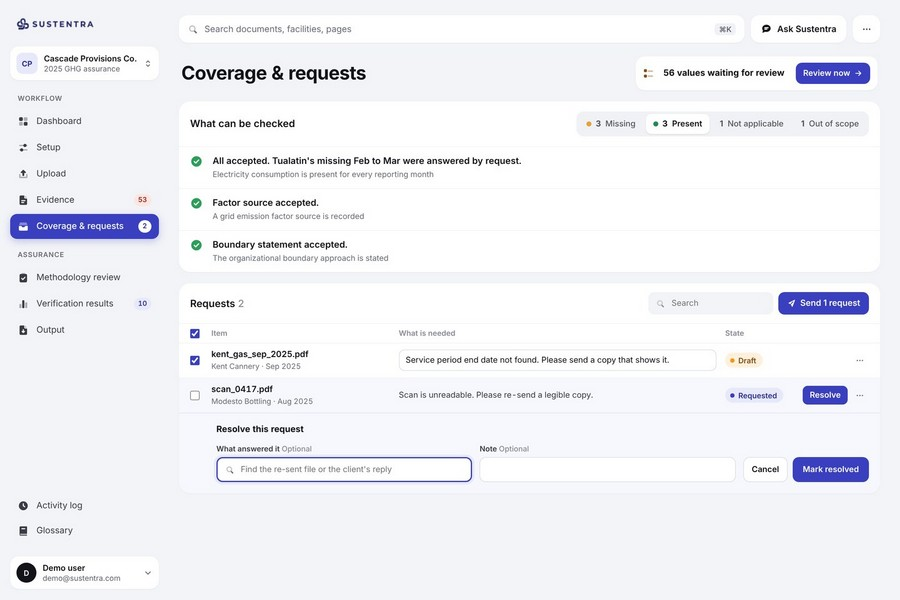 SUSTENTRA
CP
Cascade Provisions Co.
2025 GHG assurance
WORKFLOW
Dashboard
Setup
Upload
Evidence 53
Coverage & requests 2
ASSURANCE
Methodology review
Verification results 10
Output
Activity log
Glossary
D
Demo user
demo@sustentra.com
Search documents, facilities, pages ⌘K
Ask Sustentra
Coverage & requests
56 values waiting for review
Review now →
What can be checked
3 Missing
3 Present
1 Not applicable
1 Out of scope
All accepted. Tualatin's missing Feb to Mar were answered by request.
Electricity consumption is present for every reporting month
Factor source accepted.
A grid emission factor source is recorded
Boundary statement accepted.
The organizational boundary approach is stated
Requests 2
Search
Send 1 request
Item What is needed State
kent_gas_sep_2025.pdf
Kent Cannery · Sep 2025
Service period end date not found. Please send a copy that shows it.
Draft
scan_0417.pdf
Modesto Bottling · Aug 2025
Scan is unreadable. Please re-send a legible copy.
Requested
Resolve
Resolve this request
What answered it Optional
Find the re-sent file or the client's reply
Note Optional
Cancel
Mark resolved